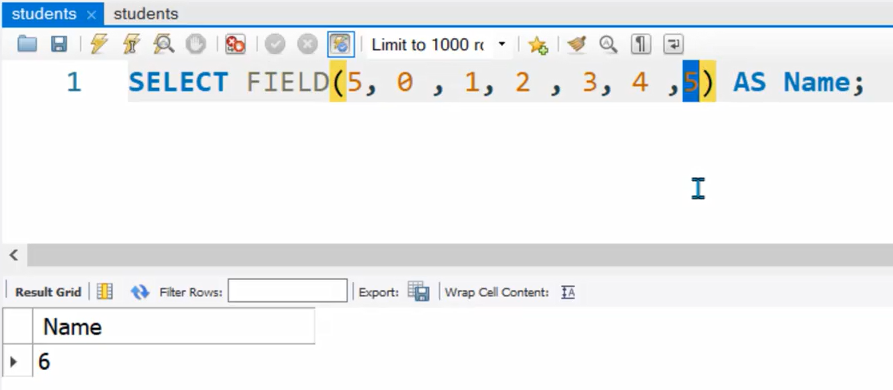 students × students
Limit to 1000 rc
1 SELECT FIELD(5, 0 , 1, 2 , 3, 4 ,5) AS Name;
Result Grid Filter Rows: Export: Wrap Cell Content:
Name
6